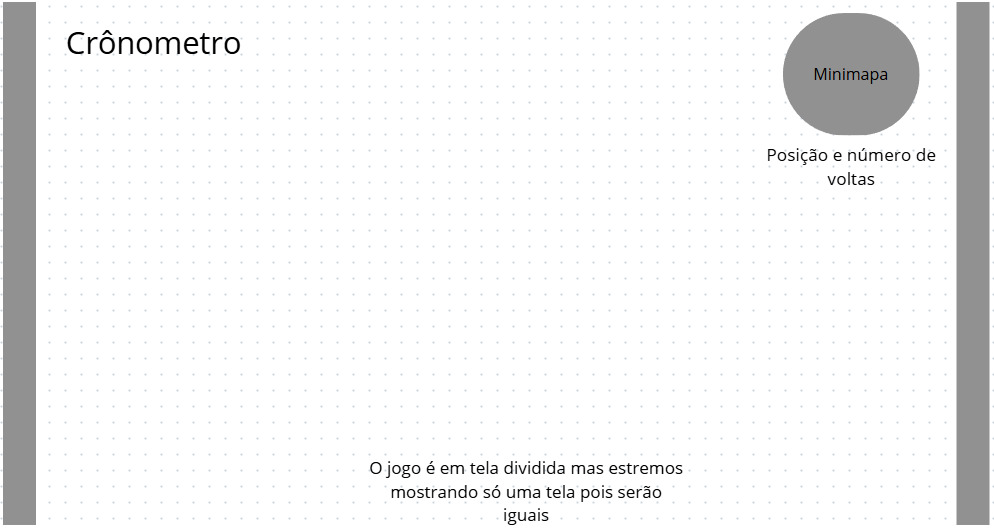 Crônometro
Minimapa
Posição e número de
voltas
O jogo é em tela dividida mas estremos
mostrando só uma tela pois serão
iguais